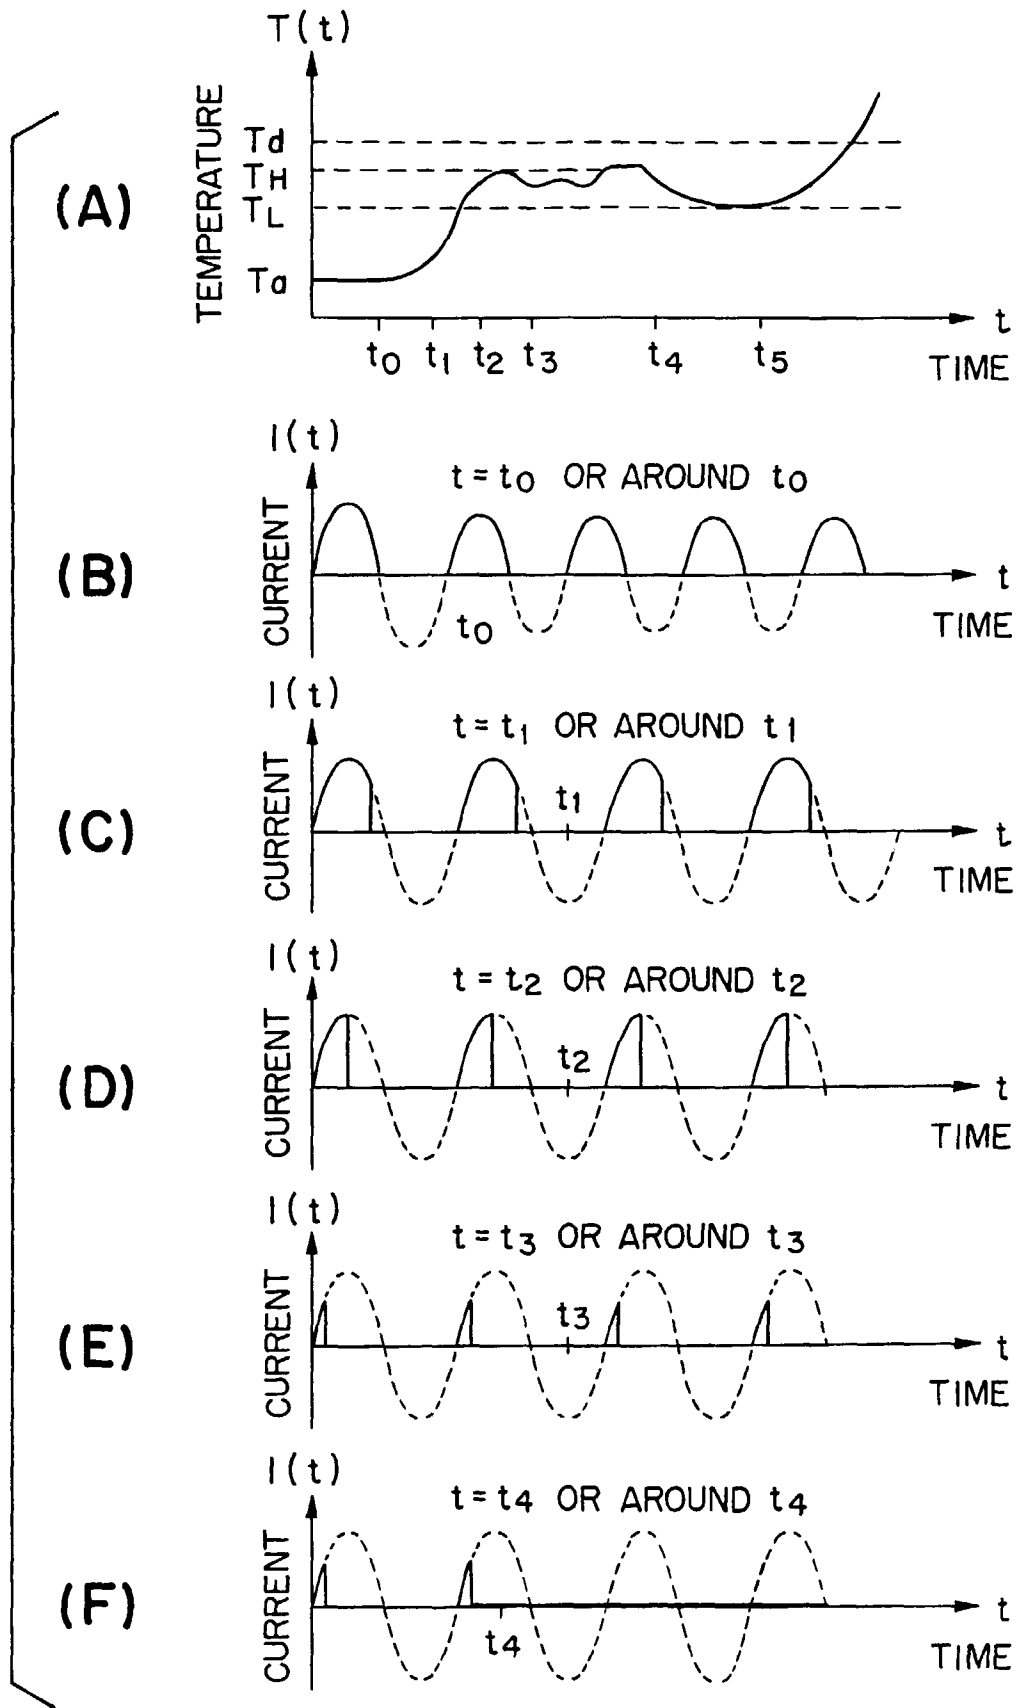 T(t)
TEMPERATURE
Td
TH
TL
Ta
(A)
t
t0 t1 t2 t3 t4 t5
TIME
I(t)
t=t0 OR AROUND t0
CURRENT
(B)
t
t0
TIME
I(t)
t=t1 OR AROUND t1
CURRENT
t1
(C)
t
TIME
I(t)
t=t2 OR AROUND t2
CURRENT
t2
(D)
t
TIME
I(t)
t=t3 OR AROUND t3
CURRENT
t3
(E)
t
TIME
I(t)
t=t4 OR AROUND t4
CURRENT
(F)
t
t4
TIME